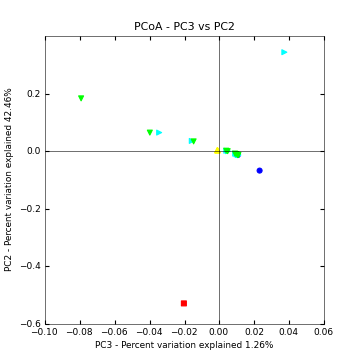 PCoA - PC3 vs PC2
PC2 - Percent variation explained 42.46%
0.2
0.0
−0.2
−0.4
−0.6
−0.10 −0.08 −0.06 −0.04 −0.02 0.00 0.02 0.04 0.06
PC3 - Percent variation explained 1.26%